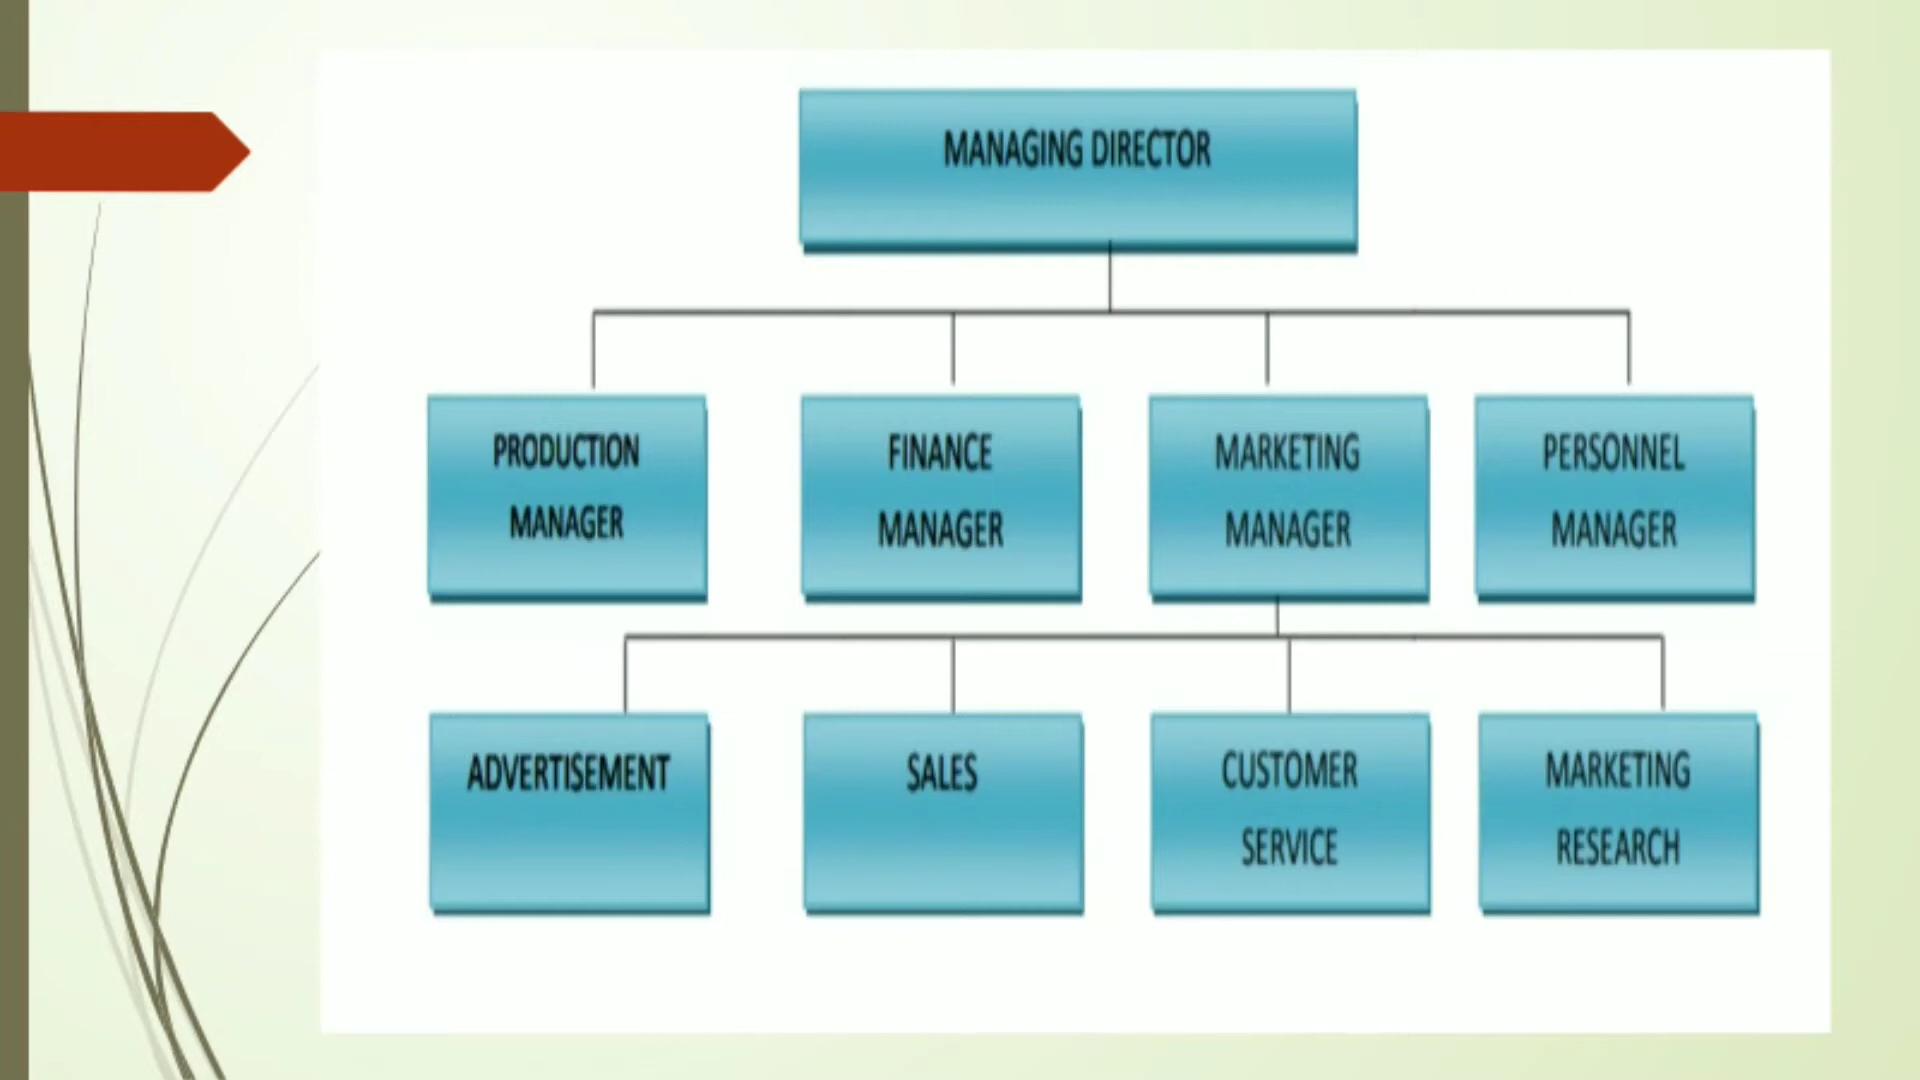 MANAGING DIRECTOR
PRODUCTION
MANAGER
FINANCE
MANAGER
MARKETING
MANAGER
PERSONNEL
MANAGER
ADVERTISEMENT
SALES
CUSTOMER
SERVICE
MARKETING
RESEARCH